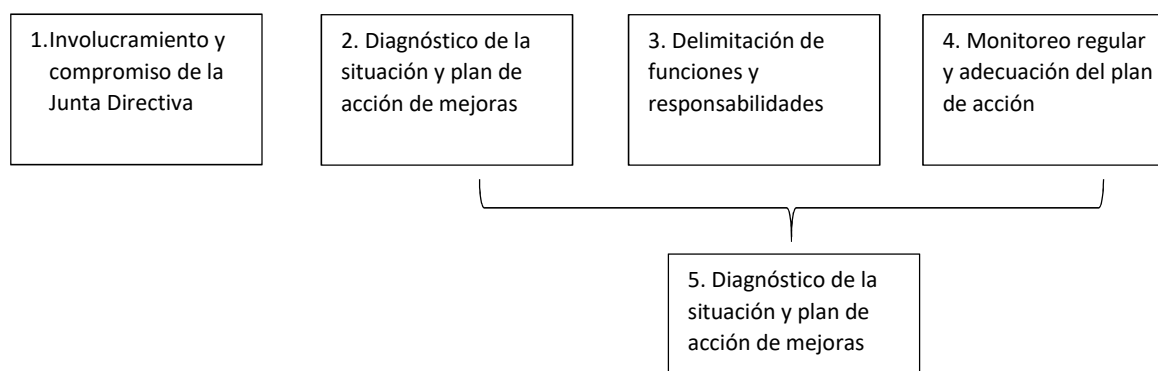 1.Involucramiento y
compromiso de la
Junta Directiva
2. Diagnóstico de la
situación y plan de
acción de mejoras
3. Delimitación de
funciones y
responsabilidades
4. Monitoreo regular
y adecuación del plan
de acción
5. Diagnóstico de la
situación y plan de
acción de mejoras